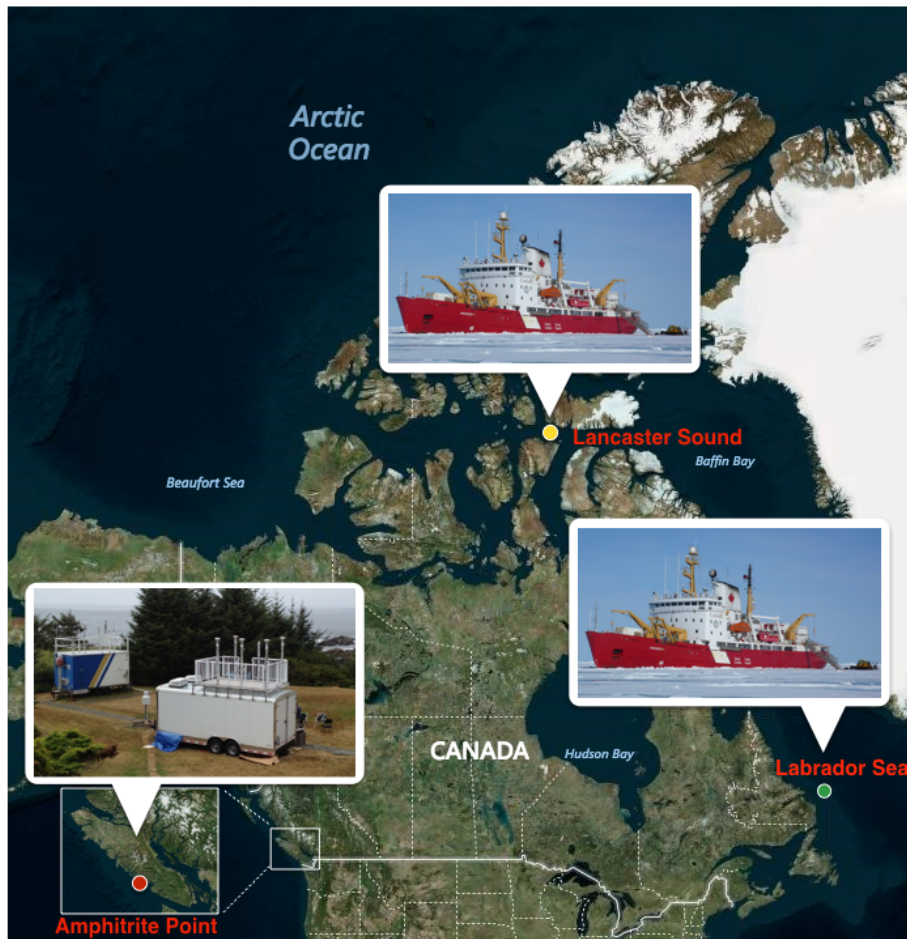 Arctic
Ocean
Lancaster Sound
Baffin Bay
Beaufort Sea
CANADA
Hudson Bay
Labrador Sea
Amphitrite Point